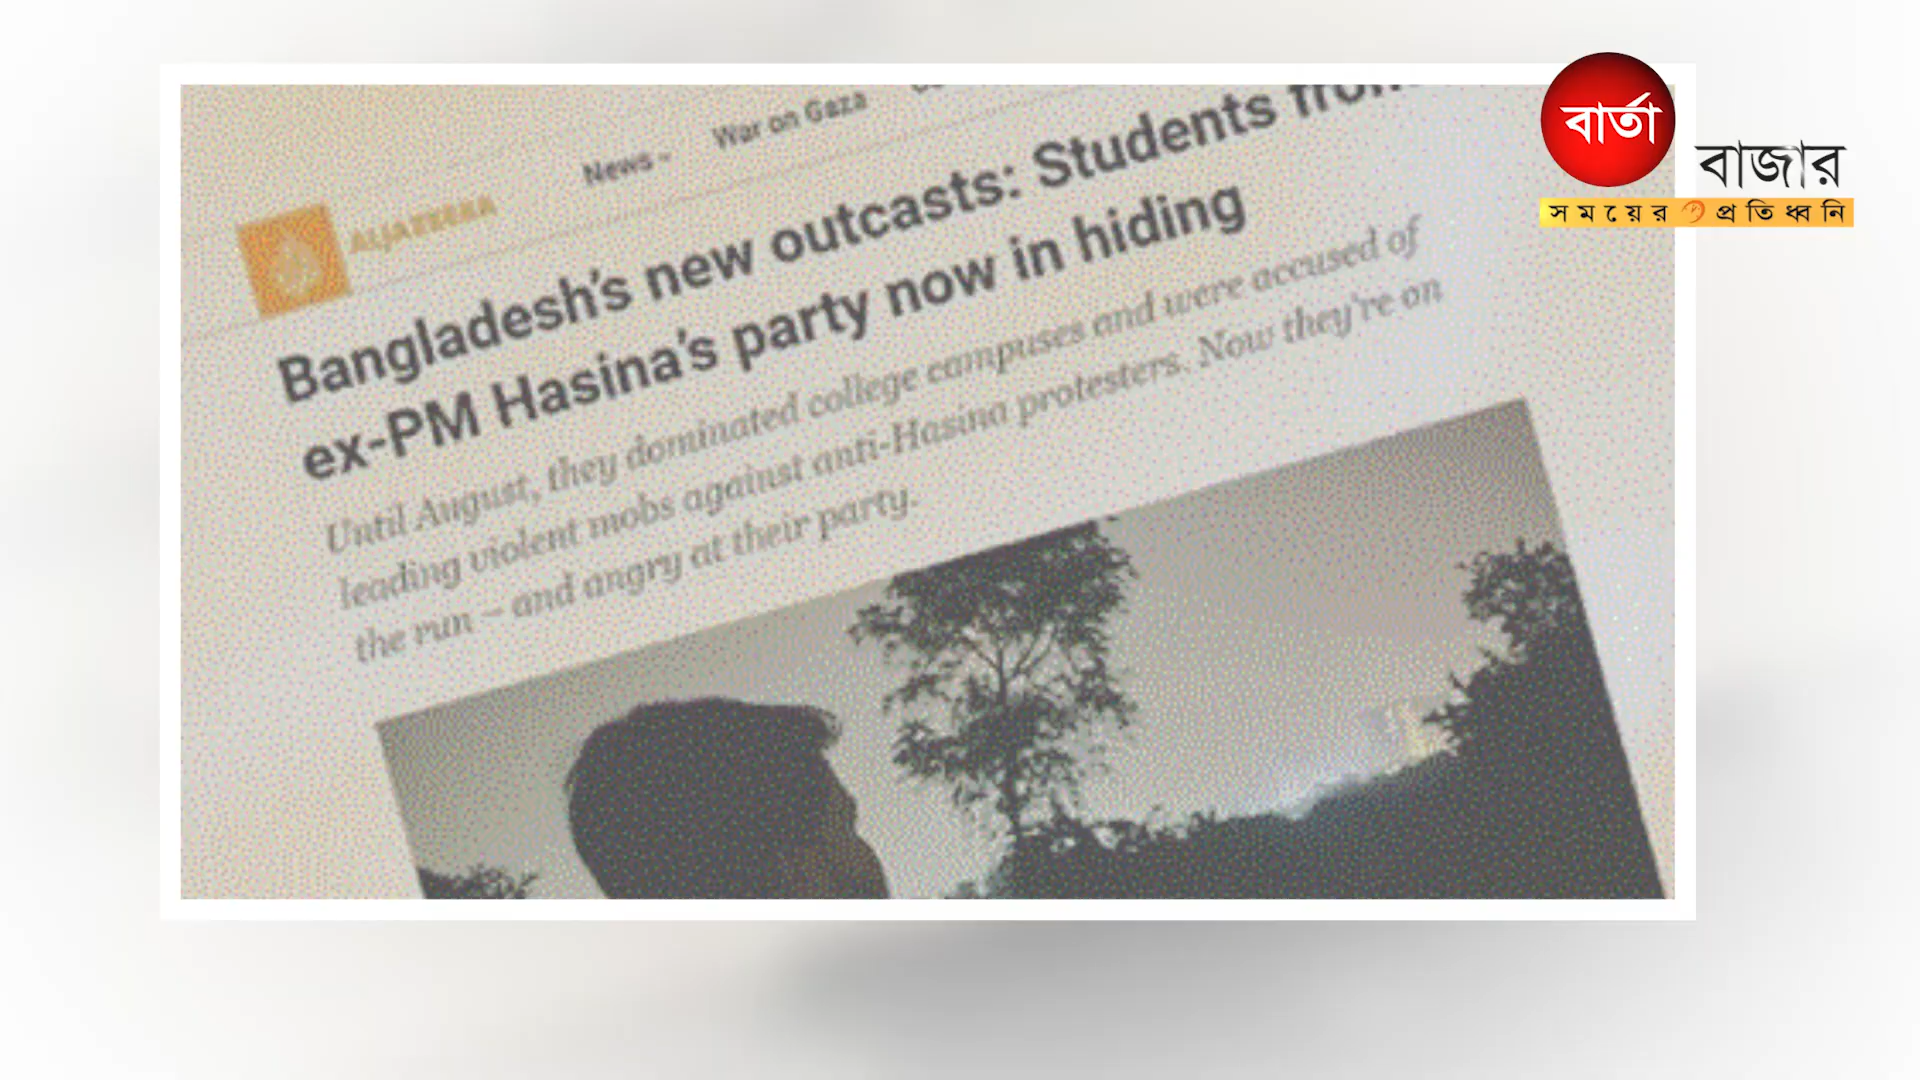 বার্তা
বাজার
সময়ের প্রতিধ্বনি
News
War on Gaza
ALJAZEERA
Bangladesh's new outcasts: Students from
ex-PM Hasina's party now in hiding
Until August, they dominated college campuses and were accused of
leading violent mobs against anti-Hasina protesters. Now they're on
the run – and angry at their party.